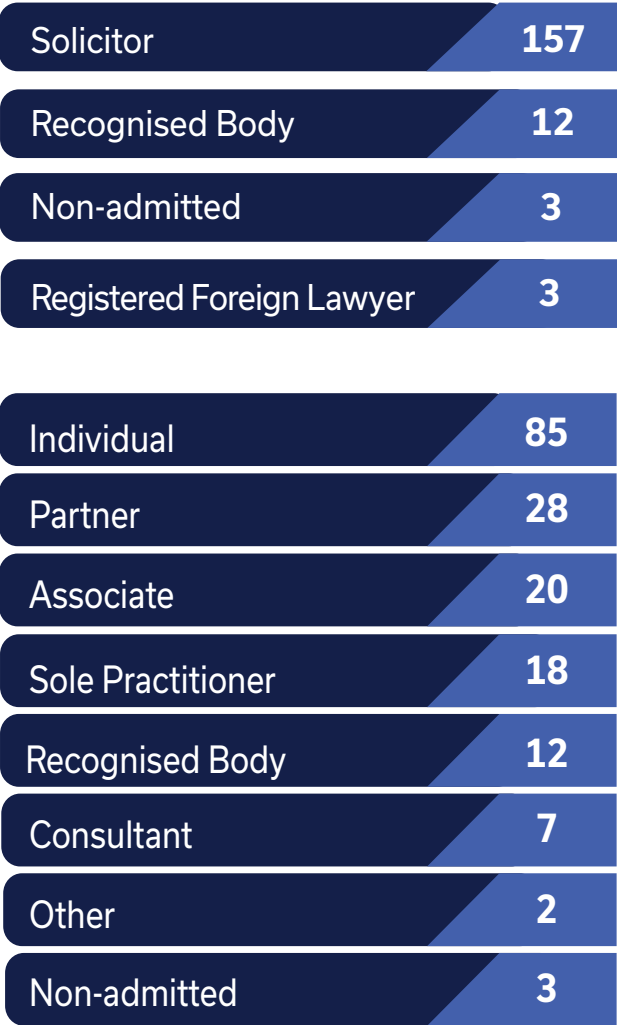 Solicitor 157
Recognised Body 12
Non-admitted 3
Registered Foreign Lawyer 3
Individual 85
Partner 28
Associate 20
Sole Practitioner 18
Recognised Body 12
Consultant 7
Other 2
Non-admitted 3